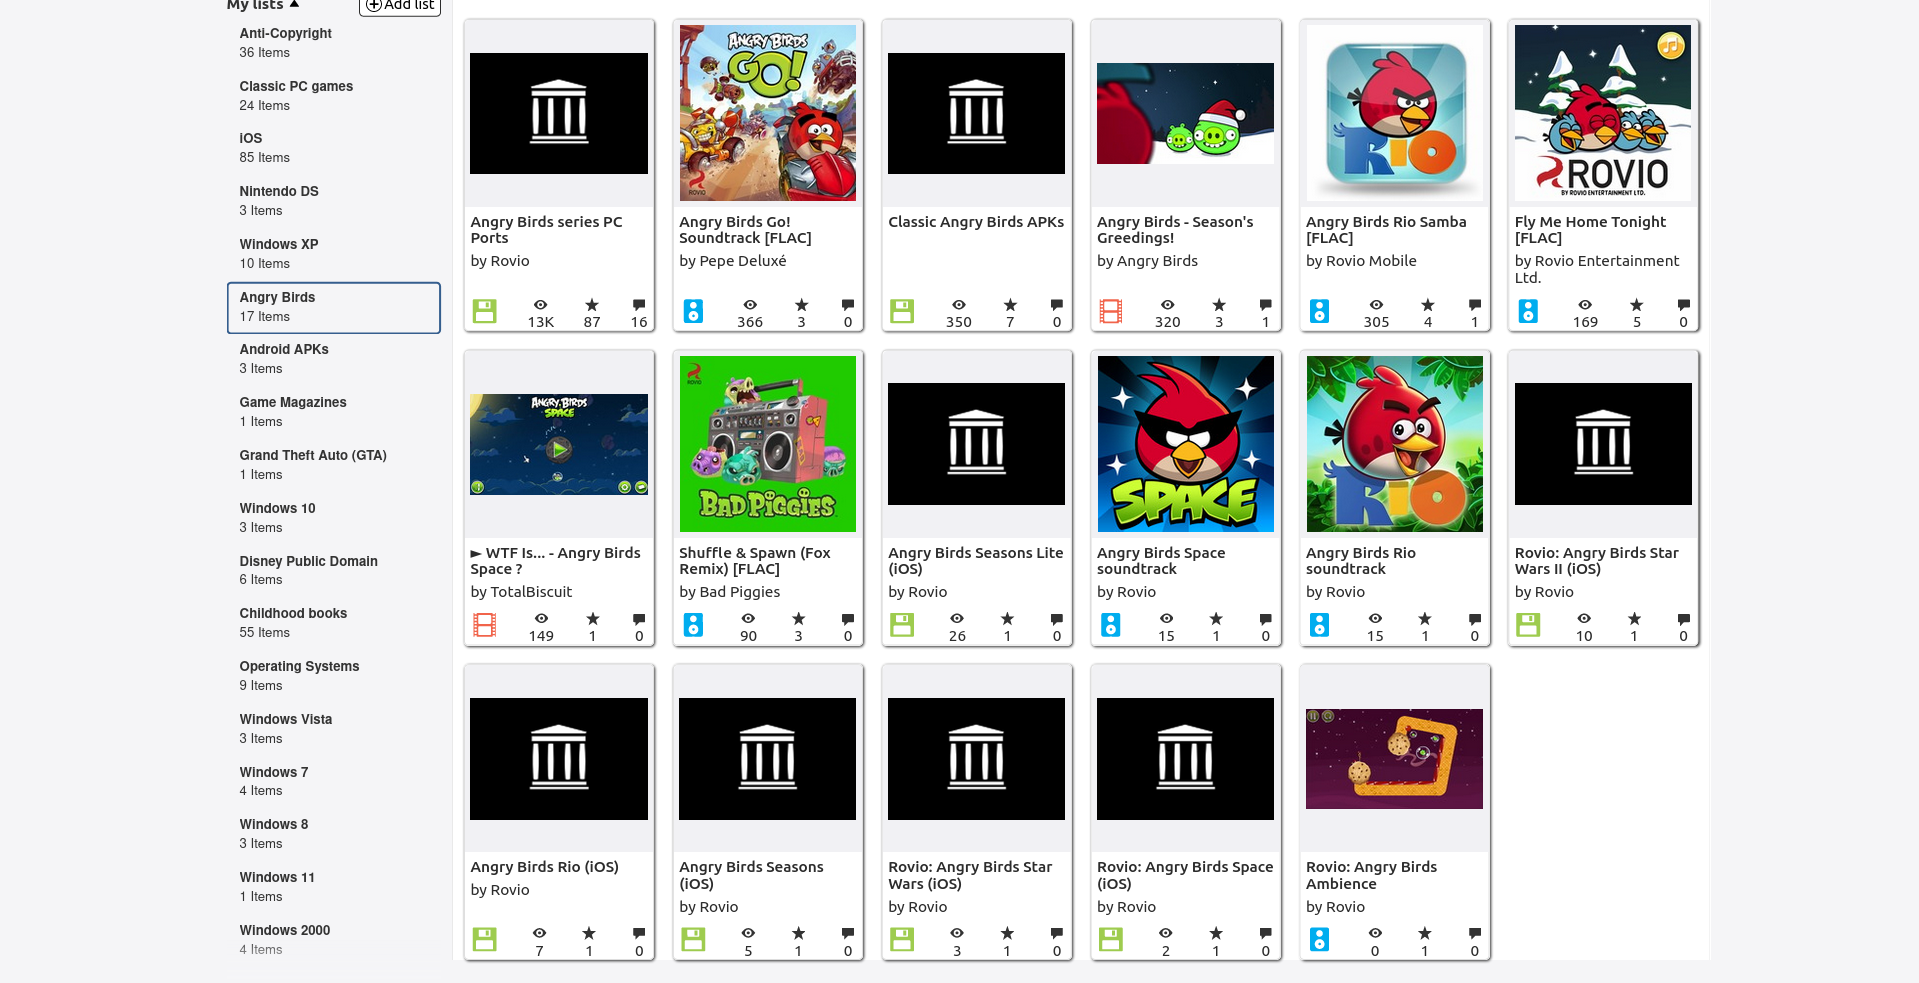 My lists
Add list
Anti-Copyright
36 Items
Classic PC games
24 Items
iOS
85 Items
Nintendo DS
3 Items
Windows XP
10 Items
Angry Birds
17 Items
Android APKs
3 Items
Game Magazines
1 Items
Grand Theft Auto (GTA)
1 Items
Windows 10
3 Items
Disney Public Domain
6 Items
Childhood books
55 Items
Operating Systems
9 Items
Windows Vista
3 Items
Windows 7
4 Items
Windows 8
3 Items
Windows 11
1 Items
Windows 2000
4 Items
Angry Birds series PC
Ports
by Rovio
13K 87 16
ANGRY BIRDS
GO!
ROVIO
Angry Birds Go!
Soundtrack [FLAC]
by Pepe Deluxé
366 3 0
Classic Angry Birds APKs
350 7 0
Angry Birds - Season's
Greedings!
by Angry Birds
320 3 1
RIO
Angry Birds Rio Samba
[FLAC]
by Rovio Mobile
305 4 1
ROVIO
BY ROVIO ENTERTAINMENT LTD.
Fly Me Home Tonight
[FLAC]
by Rovio Entertainment
Ltd.
169 5 0
ANGRY BIRDS
SPACE
► WTF Is... - Angry Birds
Space ?
by TotalBiscuit
149 1 0
ROVIO
BAD PIGGIES
Shuffle & Spawn (Fox
Remix) [FLAC]
by Bad Piggies
90 3 0
Angry Birds Seasons Lite
(iOS)
by Rovio
26 1 0
SPACE
Angry Birds Space
soundtrack
by Rovio
15 1 0
RIO
Angry Birds Rio
soundtrack
by Rovio
15 1 0
Rovio: Angry Birds Star
Wars II (iOS)
by Rovio
10 1 0
Angry Birds Rio (iOS)
by Rovio
7 1 0
Angry Birds Seasons
(iOS)
by Rovio
5 1 0
Rovio: Angry Birds Star
Wars (iOS)
by Rovio
3 1 0
Rovio: Angry Birds Space
(iOS)
by Rovio
2 1 0
Rovio: Angry Birds
Ambience
by Rovio
0 1 0